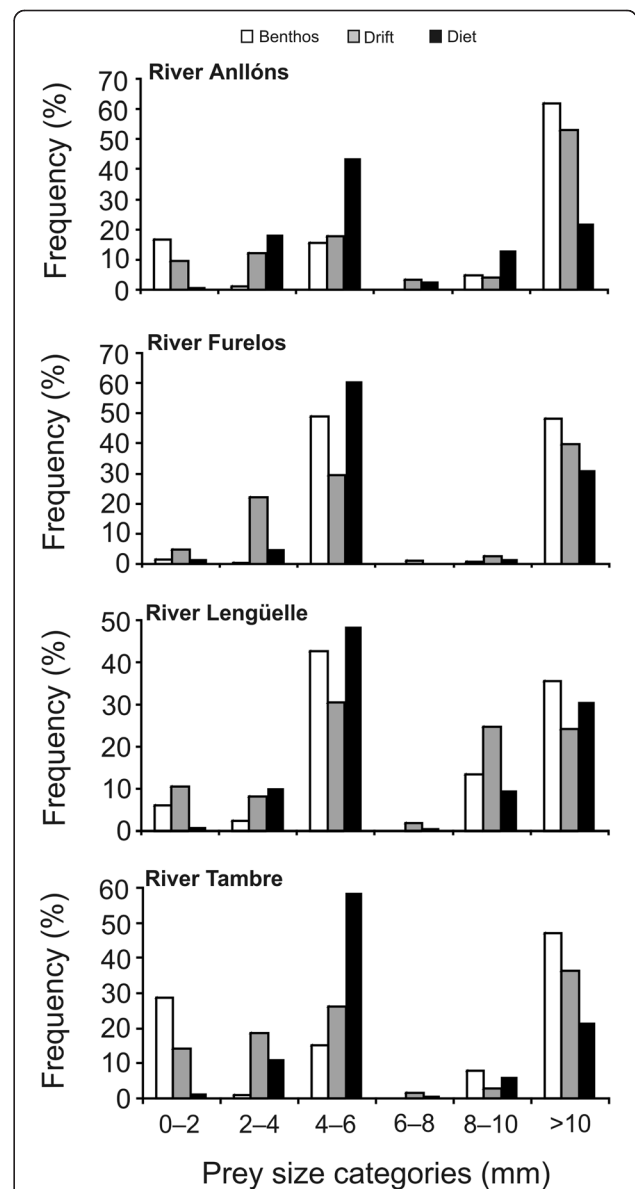 Benthos Drift Diet
River Anllóns
Frequency (%)
70
60
50
40
30
20
10
0
River Furelos
Frequency (%)
70
60
50
40
30
20
10
0
River Lengüelle
Frequency (%)
50
40
30
20
10
0
River Tambre
Frequency (%)
60
50
40
30
20
10
0
0–2 2–4 4–6 6–8 8–10 >10
Prey size categories (mm)